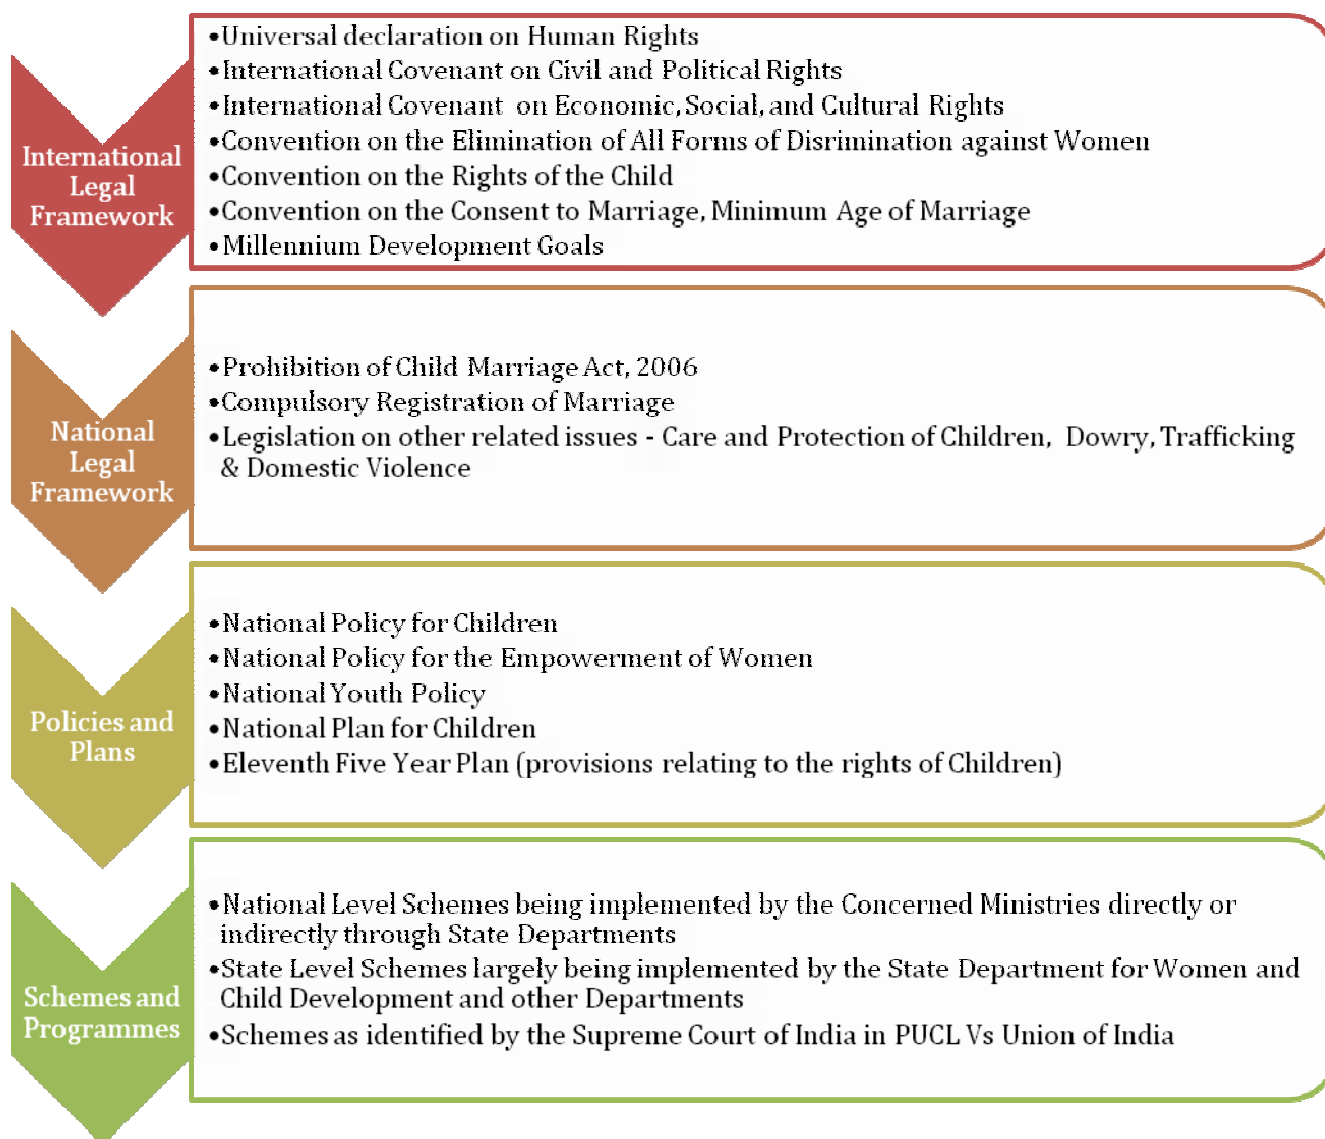 International
Legal
Framework
•Universal declaration on Human Rights
•International Covenant on Civil and Political Rights
•International Covenant on Economic, Social, and Cultural Rights
•Convention on the Elimination of All Forms of Disrimination against Women
•Convention on the Rights of the Child
•Convention on the Consent to Marriage, Minimum Age of Marriage
•Millennium Development Goals
National
Legal
Framework
•Prohibition of Child Marriage Act, 2006
•Compulsory Registration of Marriage
•Legislation on other related issues - Care and Protection of Children, Dowry, Trafficking
& Domestic Violence
Policies and
Plans
•National Policy for Children
•National Policy for the Empowerment of Women
•National Youth Policy
•National Plan for Children
•Eleventh Five Year Plan (provisions relating to the rights of Children)
Schemes and
Programmes
•National Level Schemes being implemented by the Concerned Ministries directly or
indirectly through State Departments
•State Level Schemes largely being implemented by the State Department for Women and
Child Development and other Departments
•Schemes as identified by the Supreme Court of India in PUCL Vs Union of India